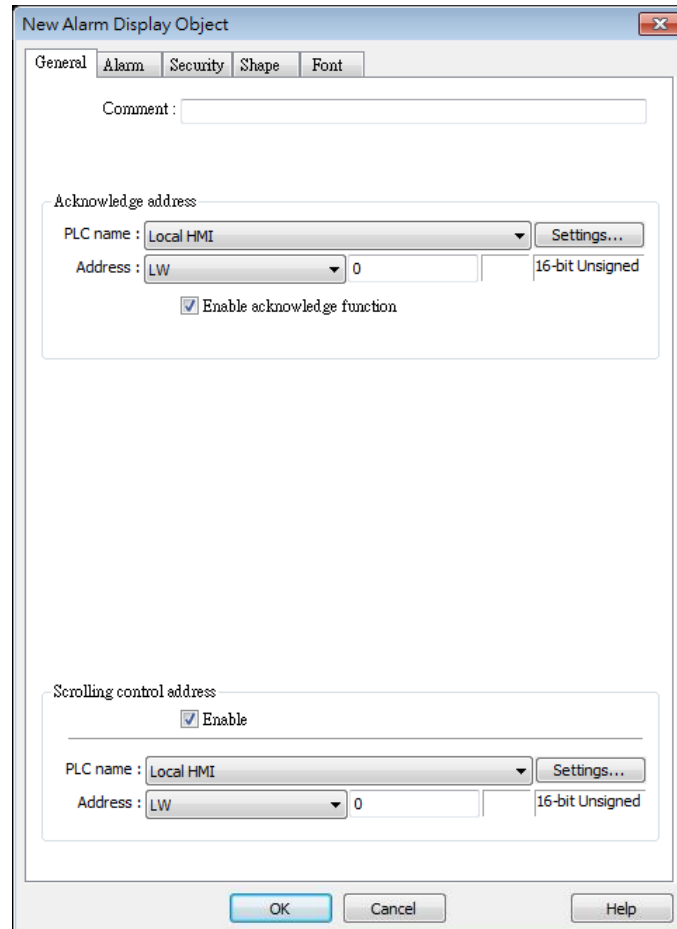 New Alarm Display Object
General Alarm Security Shape Font
Comment :
Acknowledge address
PLC name : Local HMI Settings...
Address : LW 0 16-bit Unsigned
Enable acknowledge function
Scrolling control address
Enable
PLC name : Local HMI Settings...
Address : LW 0 16-bit Unsigned
OK Cancel Help